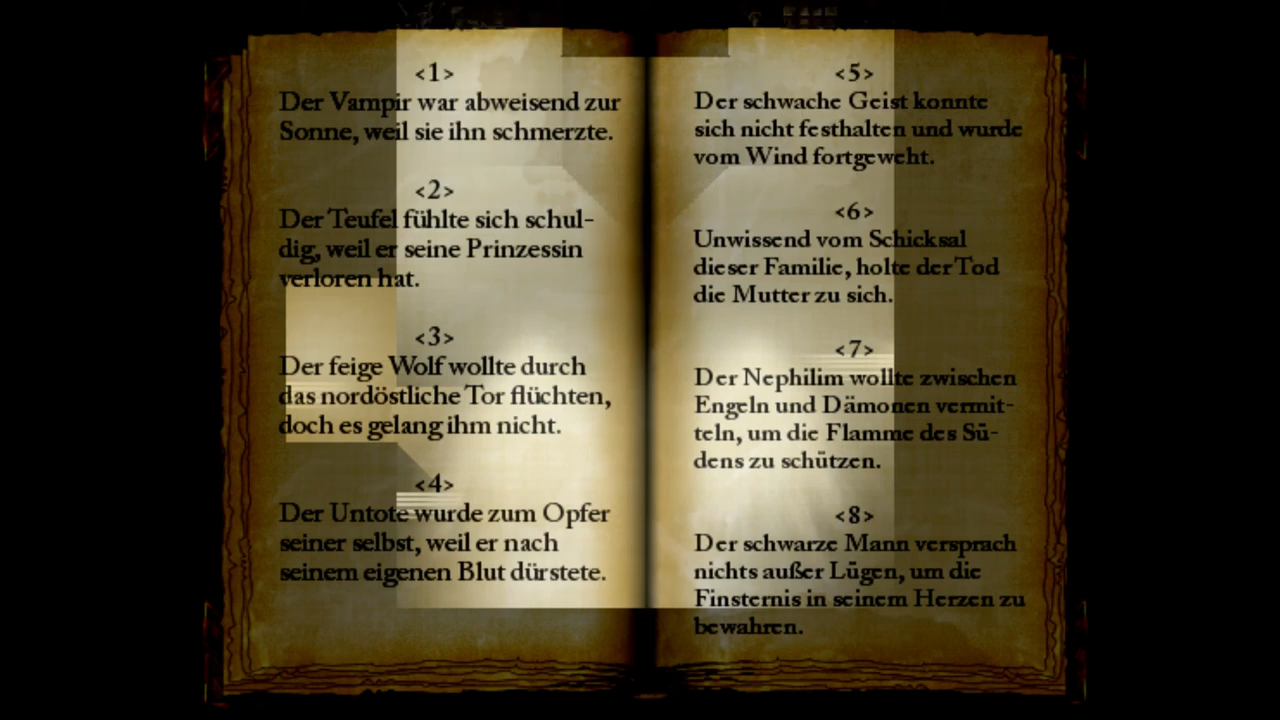 <1>
Der Vampir war abweisend zur
Sonne, weil sie ihn schmerzte.
<2>
Der Teufel fühlte sich schul-
dig, weil er seine Prinzessin
verloren hat.
<3>
Der feige Wolf wollte durch
das nordöstliche Tor flüchten,
doch es gelang ihm nicht.
<4>
Der Untote wurde zum Opfer
seiner selbst, weil er nach
seinem eigenen Blut dürstete.
<5>
Der schwache Geist konnte
sich nicht festhalten und wurde
vom Wind fortgeweht.
<6>
Unwissend vom Schicksal
dieser Familie, holte der Tod
die Mutter zu sich.
<7>
Der Nephilim wollte zwischen
Engeln und Dämonen vermit-
teln, um die Flamme des Sü-
dens zu schützen.
<8>
Der schwarze Mann versprach
nichts außer Lügen, um die
Finsternis in seinem Herzen zu
bewahren.